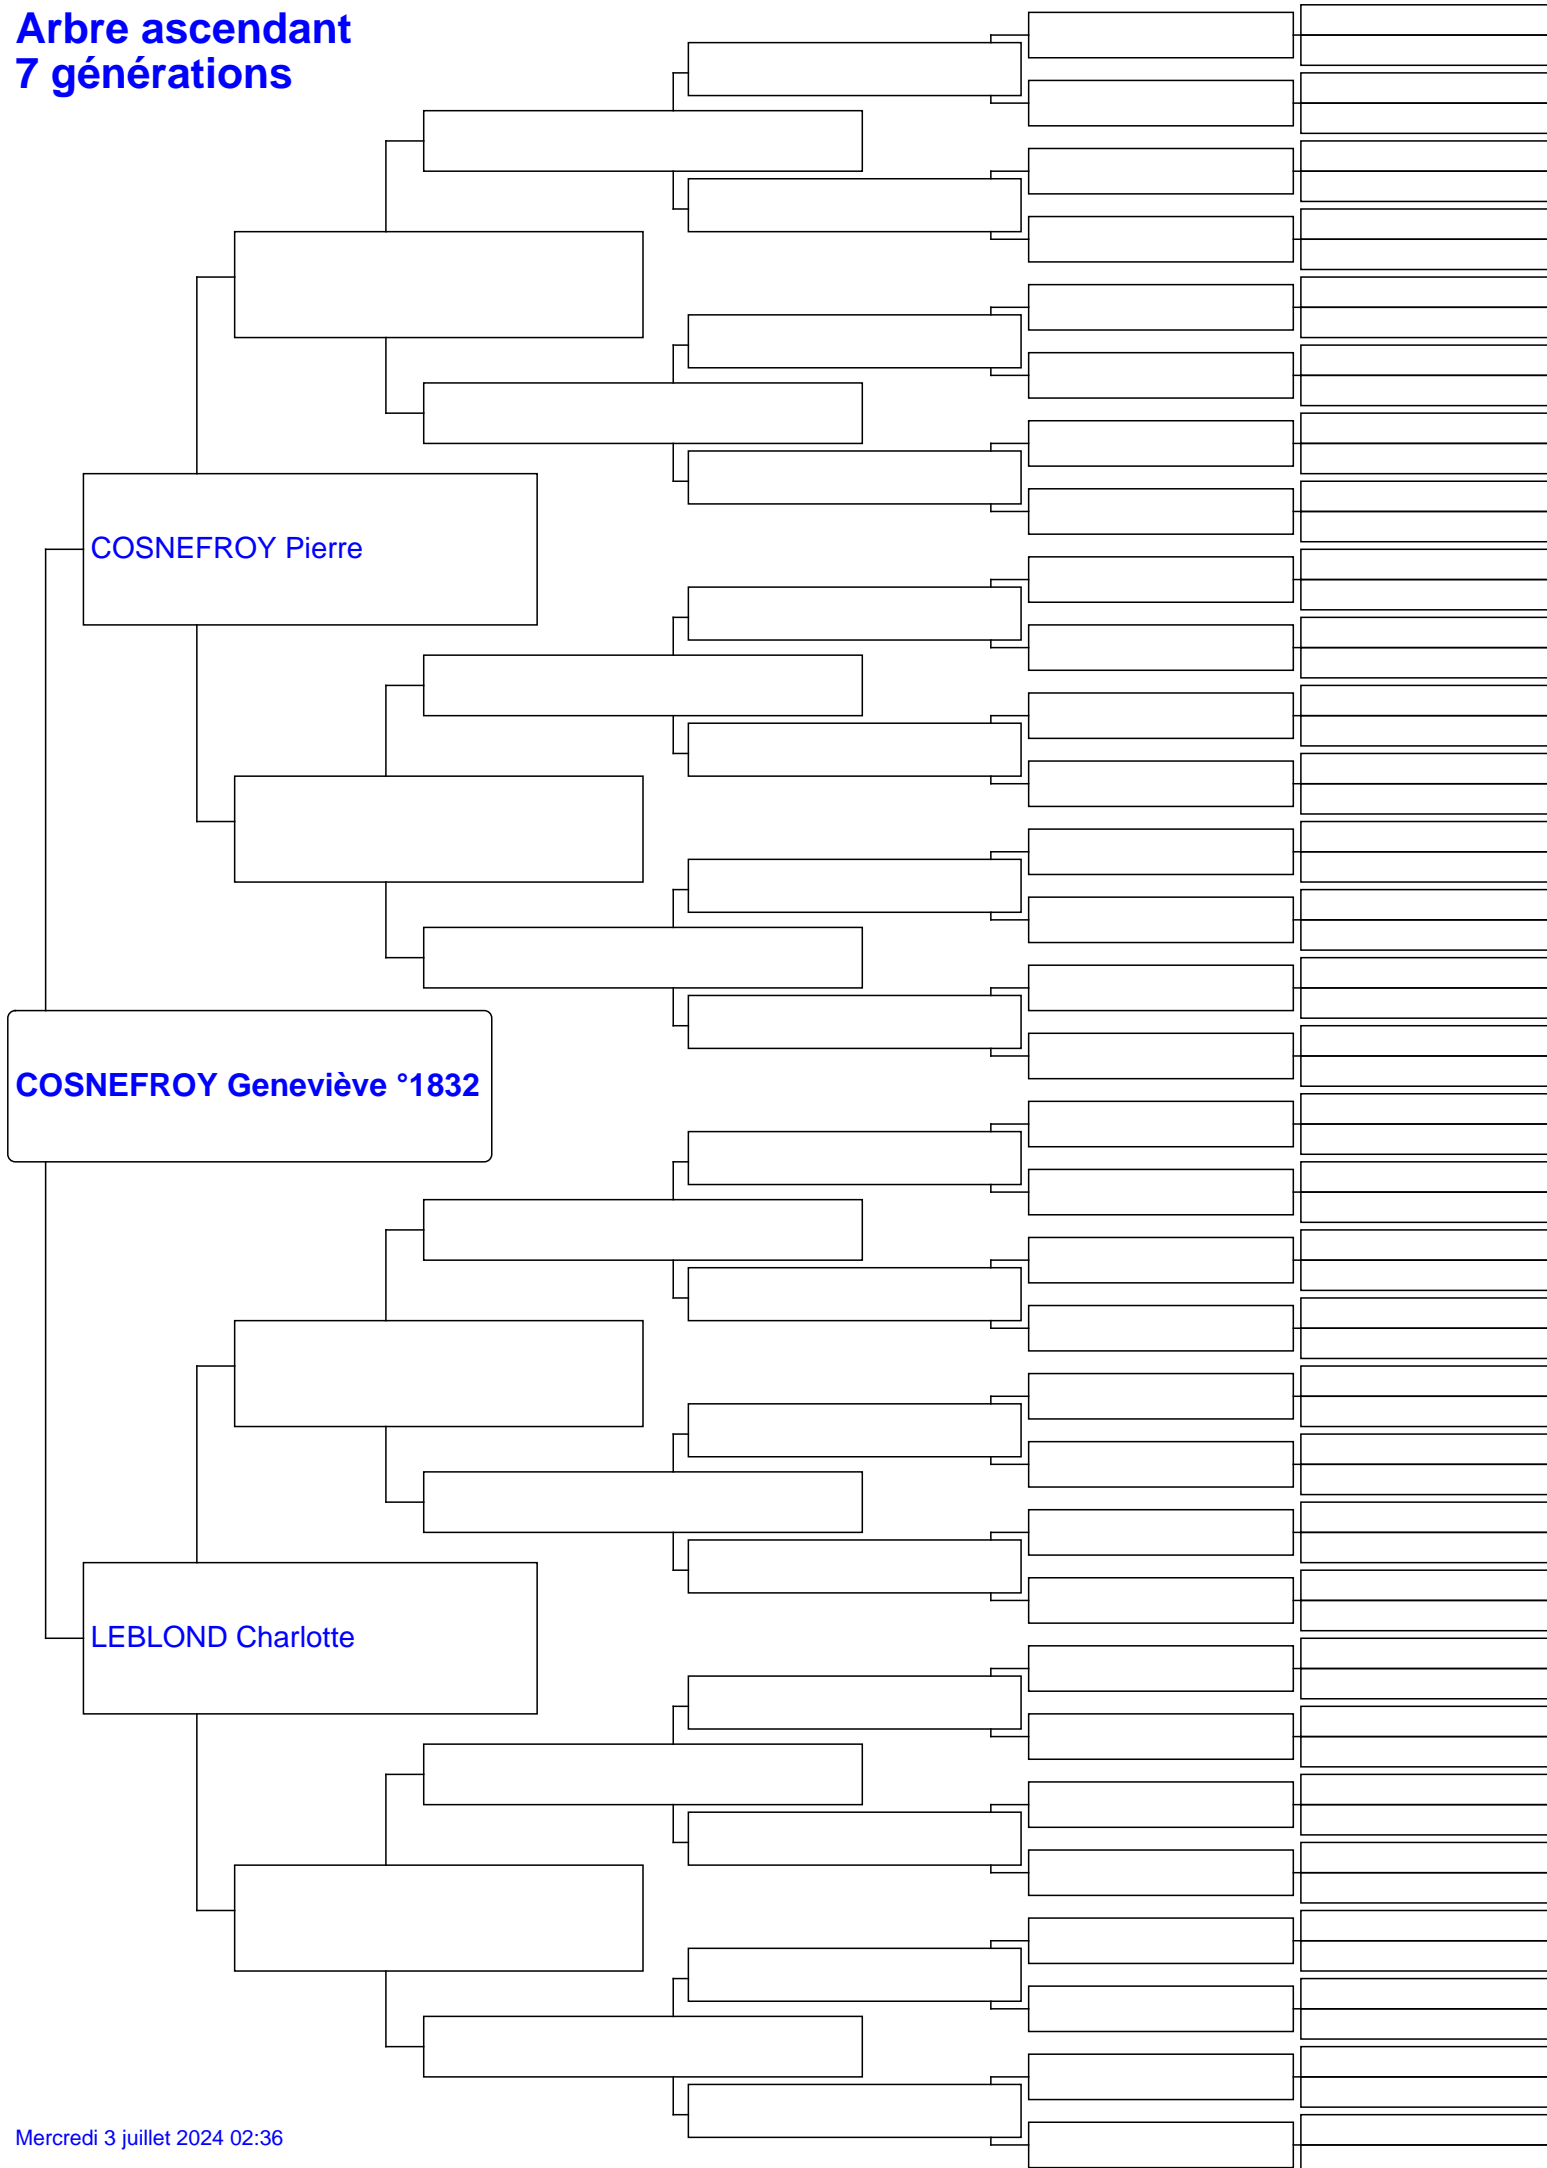 Arbre ascendant
7 générations
COSNEFROY Pierre
COSNEFROY Geneviève °1832
LEBLOND Charlotte
Mercredi 3 juillet 2024 02:36